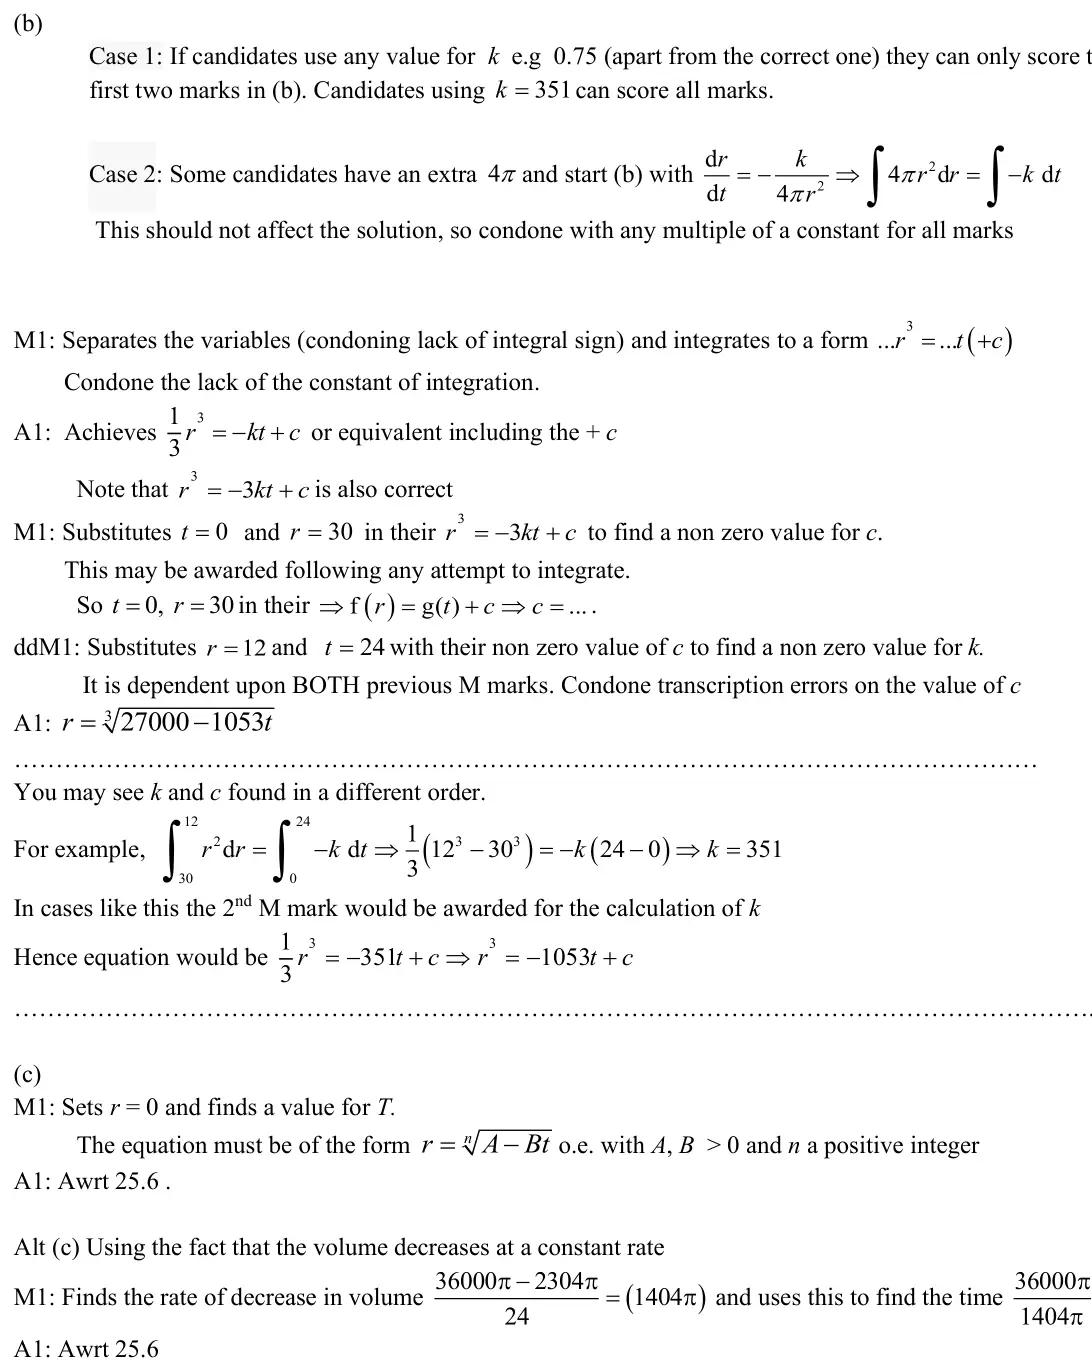 (b)
Case 1: If candidates use any value for k e.g 0.75 (apart from the correct one) they can only score t
first two marks in (b). Candidates using k = 351 can score all marks.
Case 2: Some candidates have an extra 4π and start (b) with dr/dt = −k/(4πr²) ⇒ ∫4πr²dr = ∫−k dt
This should not affect the solution, so condone with any multiple of a constant for all marks
M1: Separates the variables (condoning lack of integral sign) and integrates to a form ...r³ = ...t(+c)
Condone the lack of the constant of integration.
A1: Achieves 1/3 r³ = −kt + c or equivalent including the + c
Note that r³ = −3kt + c is also correct
M1: Substitutes t = 0 and r = 30 in their r³ = −3kt + c to find a non zero value for c.
This may be awarded following any attempt to integrate.
So t = 0, r = 30 in their ⇒ f(r) = g(t) + c ⇒ c = ... .
ddM1: Substitutes r = 12 and t = 24 with their non zero value of c to find a non zero value for k.
It is dependent upon BOTH previous M marks. Condone transcription errors on the value of c
A1: r = ∛(27000 − 1053t)
………………………………………………………………………………………………………
You may see k and c found in a different order.
For example, ∫₃₀¹² r²dr = ∫₀²⁴ −k dt ⇒ 1/3(12³ − 30³) = −k(24 − 0) ⇒ k = 351
In cases like this the 2nd M mark would be awarded for the calculation of k
Hence equation would be 1/3 r³ = −351t + c ⇒ r³ = −1053t + c
…………………………………………………………………………………………………………….
(c)
M1: Sets r = 0 and finds a value for T.
The equation must be of the form r = ⁿ√(A − Bt) o.e. with A, B > 0 and n a positive integer
A1: Awrt 25.6 .
Alt (c) Using the fact that the volume decreases at a constant rate
M1: Finds the rate of decrease in volume (36000π − 2304π)/24 = (1404π) and uses this to find the time 36000π/1404π
A1: Awrt 25.6